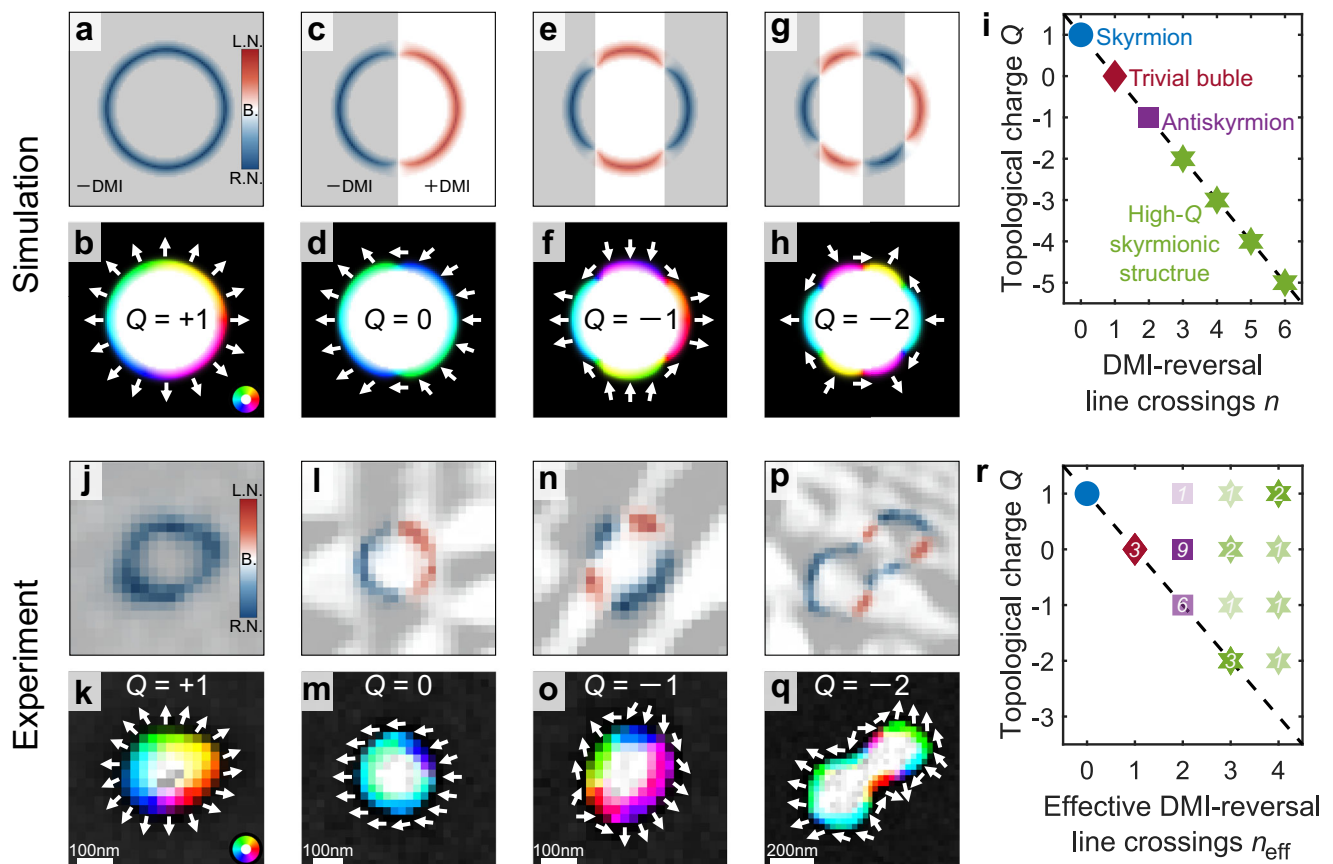 Simulation
a
L.N.
B.
R.N.
−DMI
c
−DMI
+DMI
e
g
b
Q = +1
d
Q = 0
f
Q = −1
h
Q = −2
i
Topological charge Q
1
0
-1
-2
-3
-4
-5
Skyrmion
Trivial buble
Antiskyrmion
High-Q
skyrmionic
structrue
0 1 2 3 4 5 6
DMI-reversal
line crossings n
Experiment
j
L.N.
B.
R.N.
l
n
p
k
Q = +1
100nm
m
Q = 0
100nm
o
Q = −1
100nm
q
Q = −2
200nm
r
Topological charge Q
1
0
-1
-2
-3
1 1 2
3 9 2 1
6 1 1
3 1
0 1 2 3 4
Effective DMI-reversal
line crossings neff